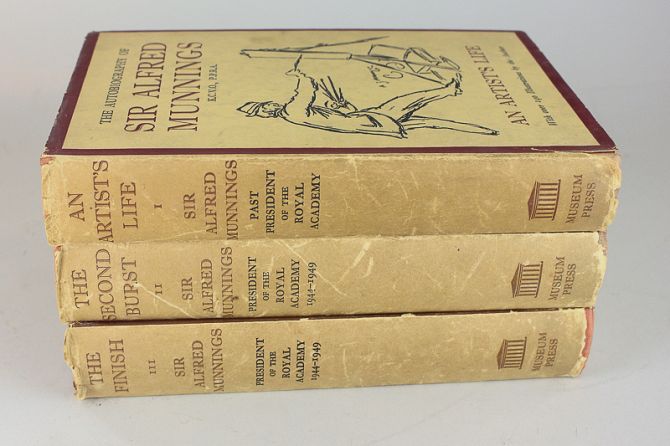 THE AUTOBIOGRAPHY OF
SIR ALFRED
MUNNINGS
K.C.V.O., P.P.R.A.
AN ARTIST'S LIFE
AN
ARTIST'S
LIFE
I
SIR
ALFRED
MUNNINGS
PAST
PRESIDENT
OF THE
ROYAL
ACADEMY
MUSEUM
PRESS
THE
SECOND
BURST
II
SIR
ALFRED
MUNNINGS
PRESIDENT
OF THE
ROYAL
ACADEMY
1944-1949
MUSEUM
PRESS
THE
FINISH
III
SIR
ALFRED
MUNNINGS
PRESIDENT
OF THE
ROYAL
ACADEMY
1944-1949
MUSEUM
PRESS